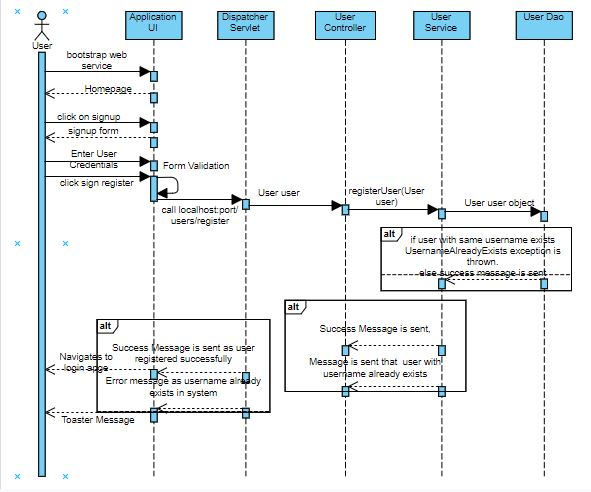 Application
UI
Dispatcher
Servlet
User
Controller
User
Service
User Dao
User
bootstrap web
service
Homepage
click on signup
signup form
Enter User
Credentials
Form Validation
click sign register
call localhost:port/
users/register
User user
registerUser(User
user)
User user object
alt
if user with same username exists
UsernameAlreadyExists exception is
thrown.
else success message is sent
alt
Success Message is sent,
Message is sent that user with
username already exists
alt
Success Message is sent as user
registered successfully
Navigates to
login apge
Error message as username already
exists in system
Toaster Message